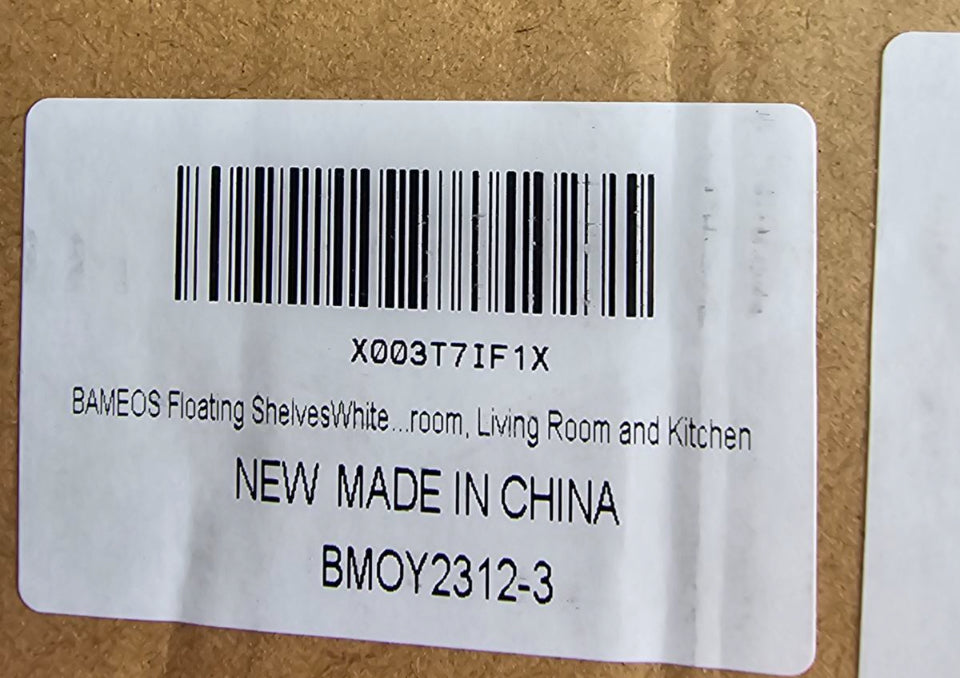 X003T7IF1X
BAMEOS Floating ShelvesWhite...room, Living Room and Kitchen
NEW MADE IN CHINA
BMOY2312-3